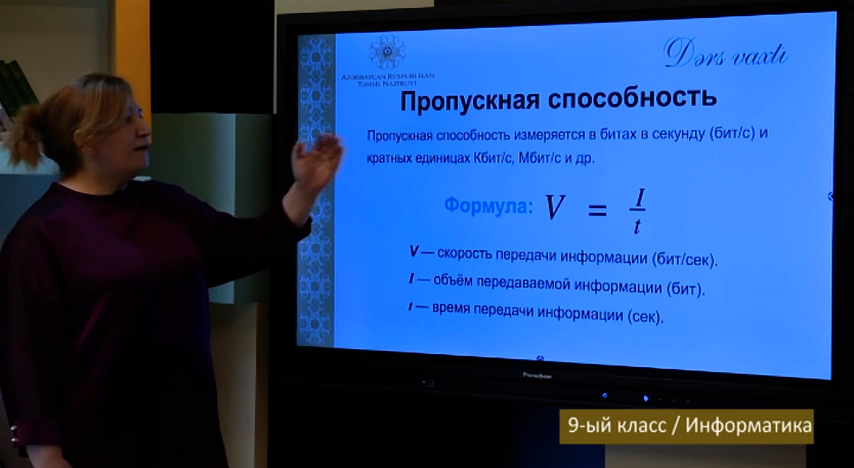 Dərs vaxtı
AZƏRBAYCAN RESPUBLİKASI
TƏHSİL NAZİRLİYİ
Пропускная способность
Пропускная способность измеряется в битах в секунду (бит/с) и
кратных единицах Кбит/с, Мбит/с и др.
Формула: V = I/t
V — скорость передачи информации (бит/сек).
I — объём передаваемой информации (бит).
t — время передачи информации (сек).
Promethean
9-ый класс / Информатика